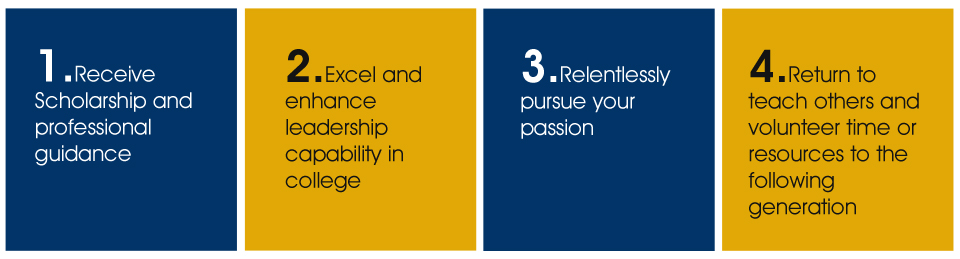 1.Receive
Scholarship and
professional
guidance
2.Excel and
enhance
leadership
capability in
college
3.Relentlessly
pursue your
passion
4.Return to
teach others and
volunteer time or
resources to the
following
generation